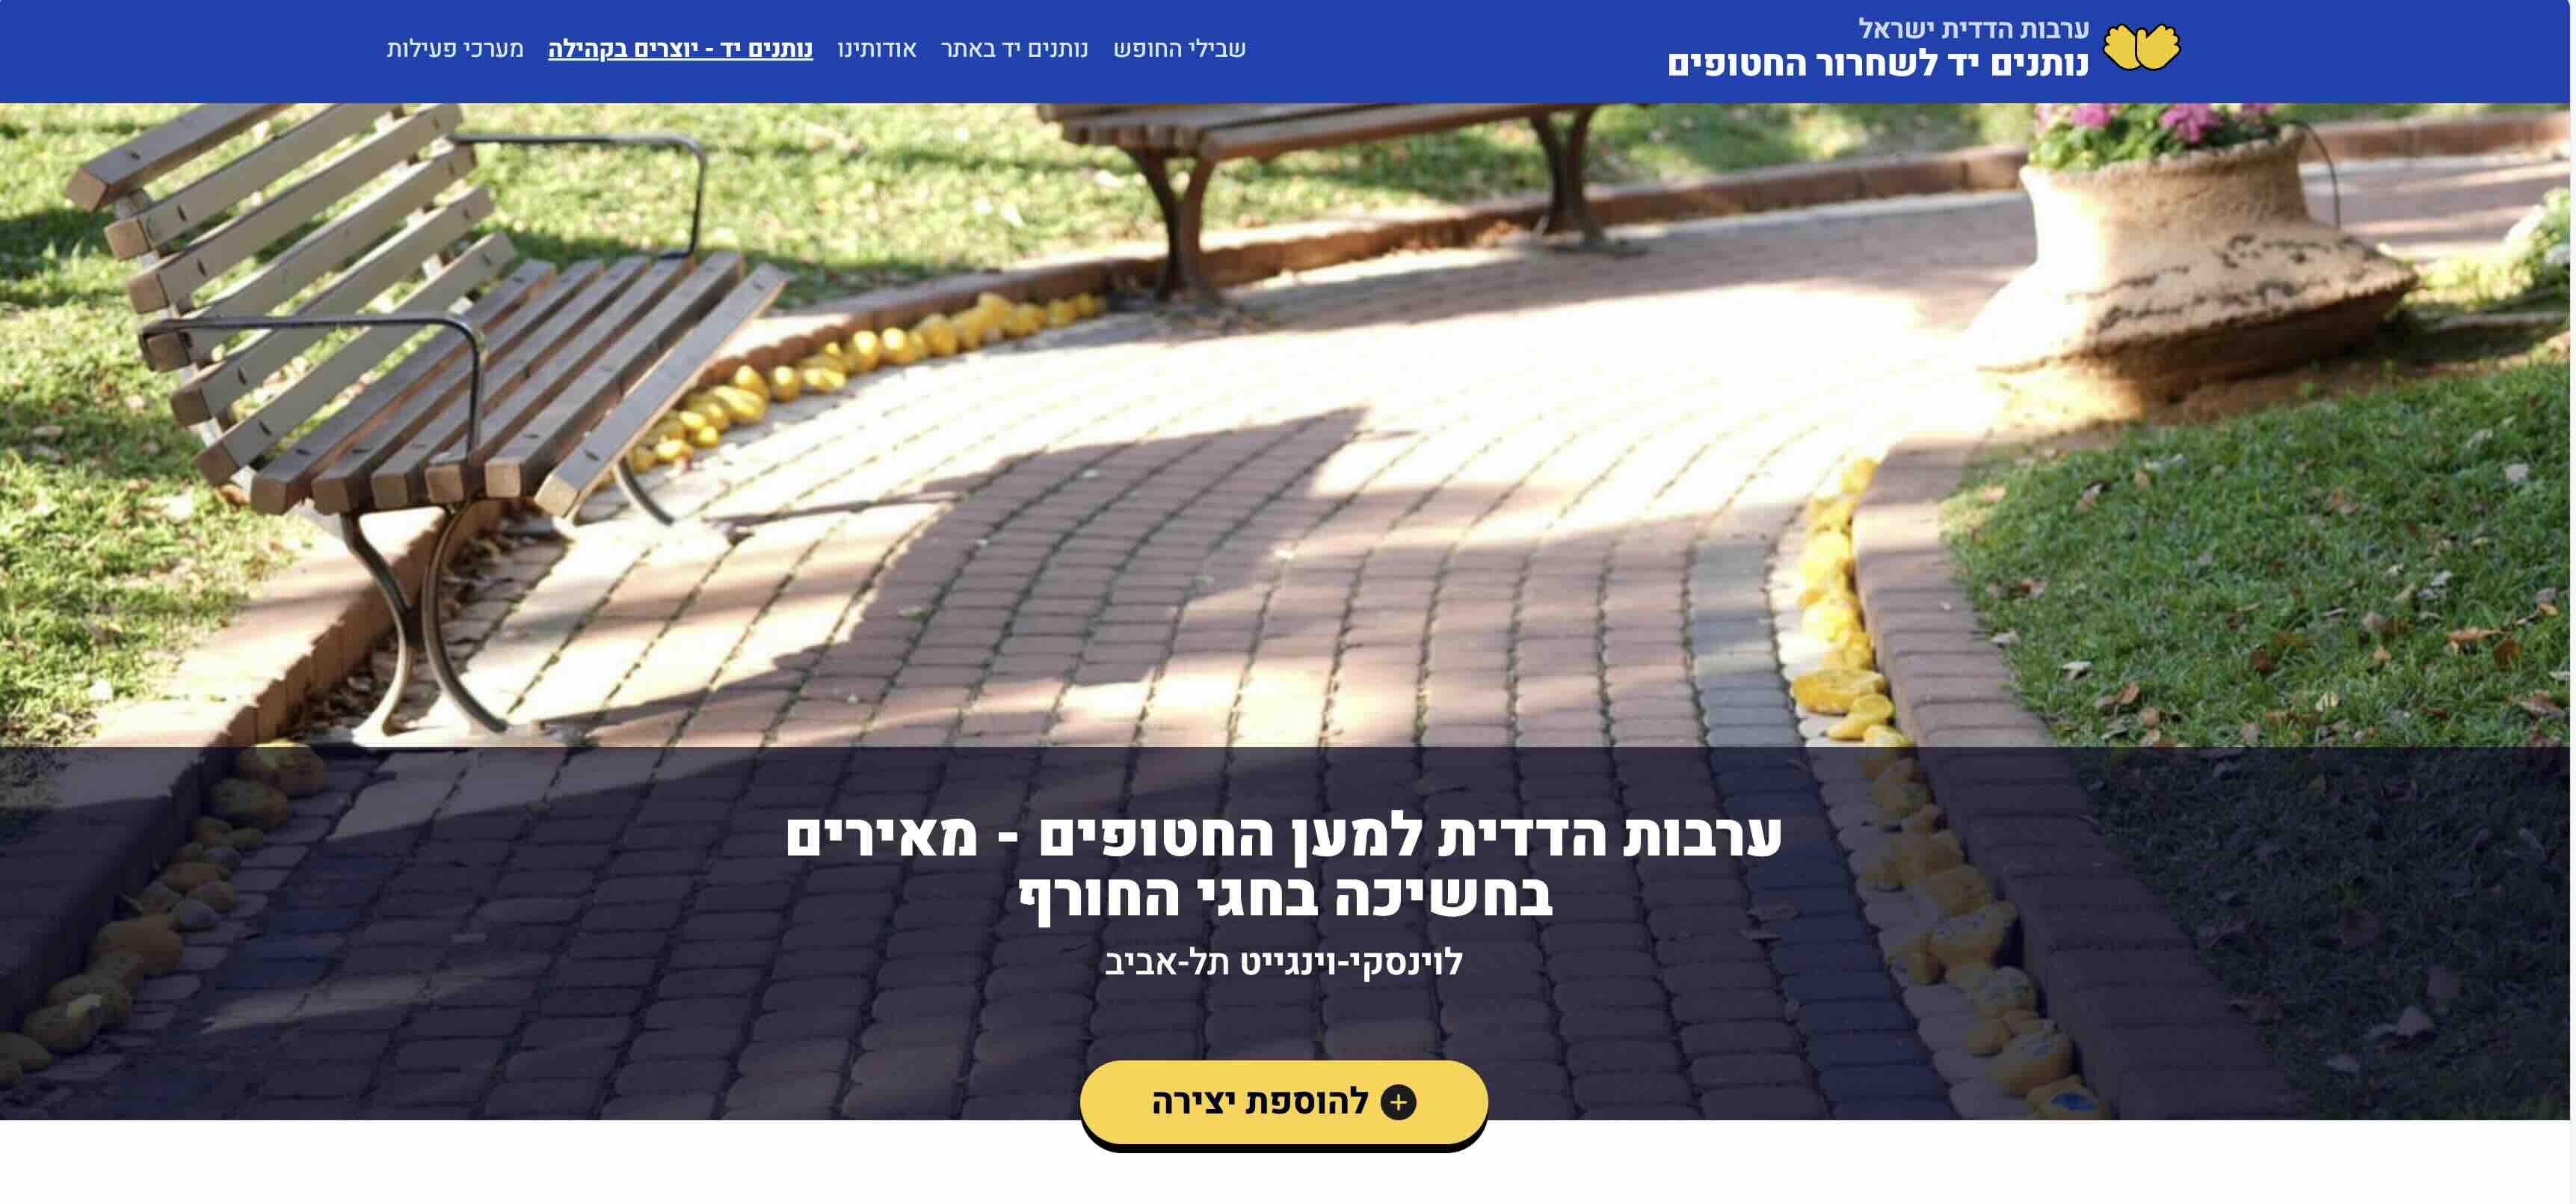 ערבות הדדית ישראל
נותנים יד לשחרור החטופים
שבילי החופש
נותנים יד באתר
אודותינו
נותנים יד - יוצרים בקהילה
מערכי פעילות
ערבות הדדית למען החטופים - מאירים
בחשיכה בחגי החורף
לוינסקי-וינגייט תל-אביב
להוספת יצירה